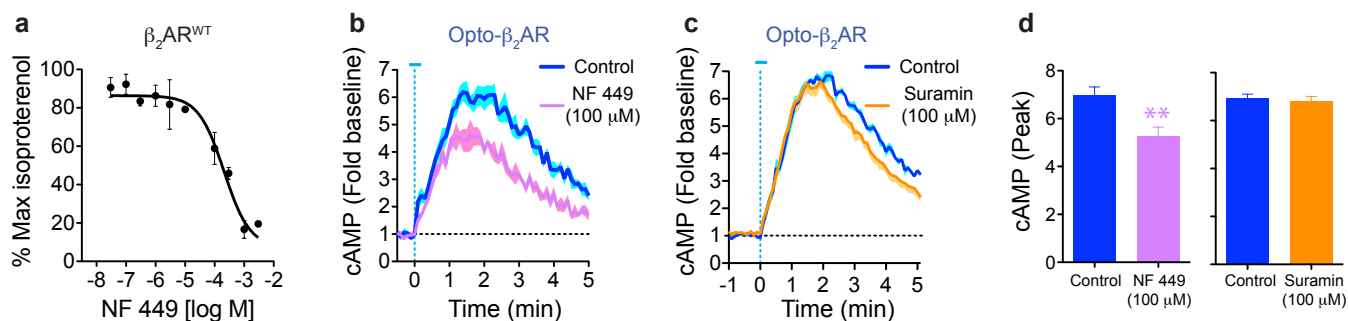 a
β₂ARᵂᵀ
% Max isoproterenol
100
80
60
40
20
0
-8 -7 -6 -5 -4 -3 -2 -1
NF 449 [log M]
b
Opto-β₂AR
cAMP (Fold baseline)
7
6
5
4
3
2
1
0 1 2 3 4 5
Time (min)
Control
NF 449
(100 μM)
c
Opto-β₂AR
cAMP (Fold baseline)
7
6
5
4
3
2
1
-1 0 1 2 3 4 5
Time (min)
Control
Suramin
(100 μM)
d
cAMP (Peak)
8
6
4
2
0
**
Control NF 449
(100 μM)
Control Suramin
(100 μM)